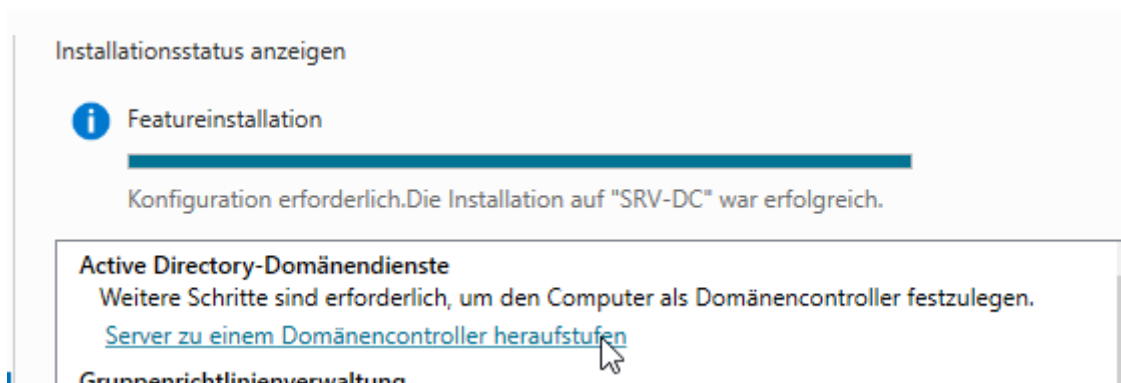 Installationsstatus anzeigen
Featureinstallation
Konfiguration erforderlich.Die Installation auf "SRV-DC" war erfolgreich.
Active Directory-Domänendienste
Weitere Schritte sind erforderlich, um den Computer als Domänencontroller festzulegen.
Server zu einem Domänencontroller heraufstufen
Gruppenrichtlinienverwaltung